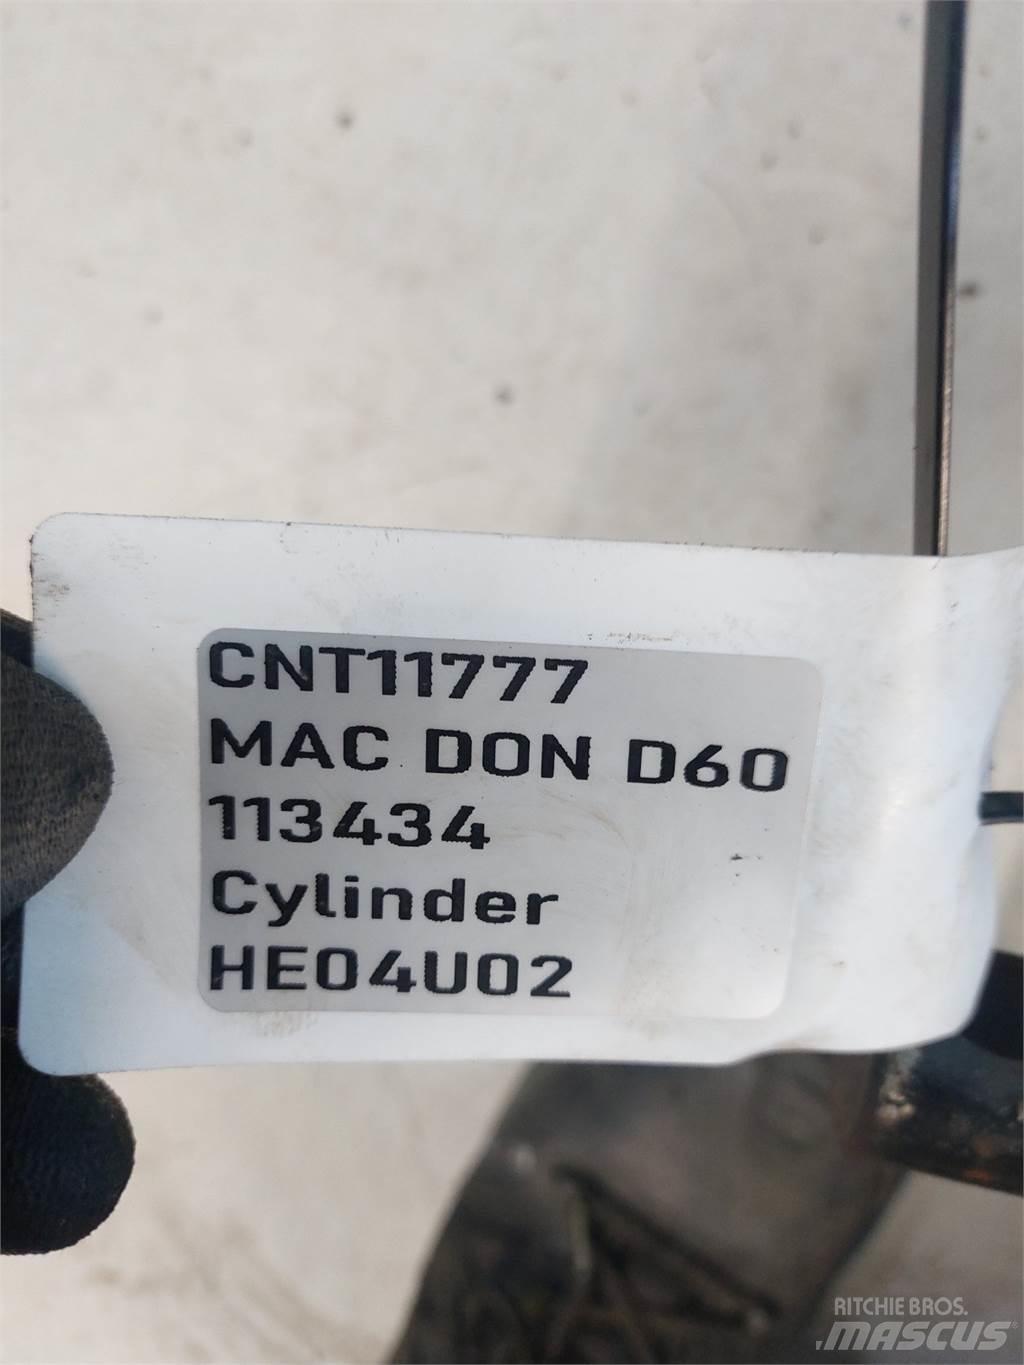 CNT11777
MAC DON D60
113434
Cylinder
HE04U02
RITCHIE BROS.
MASCUS